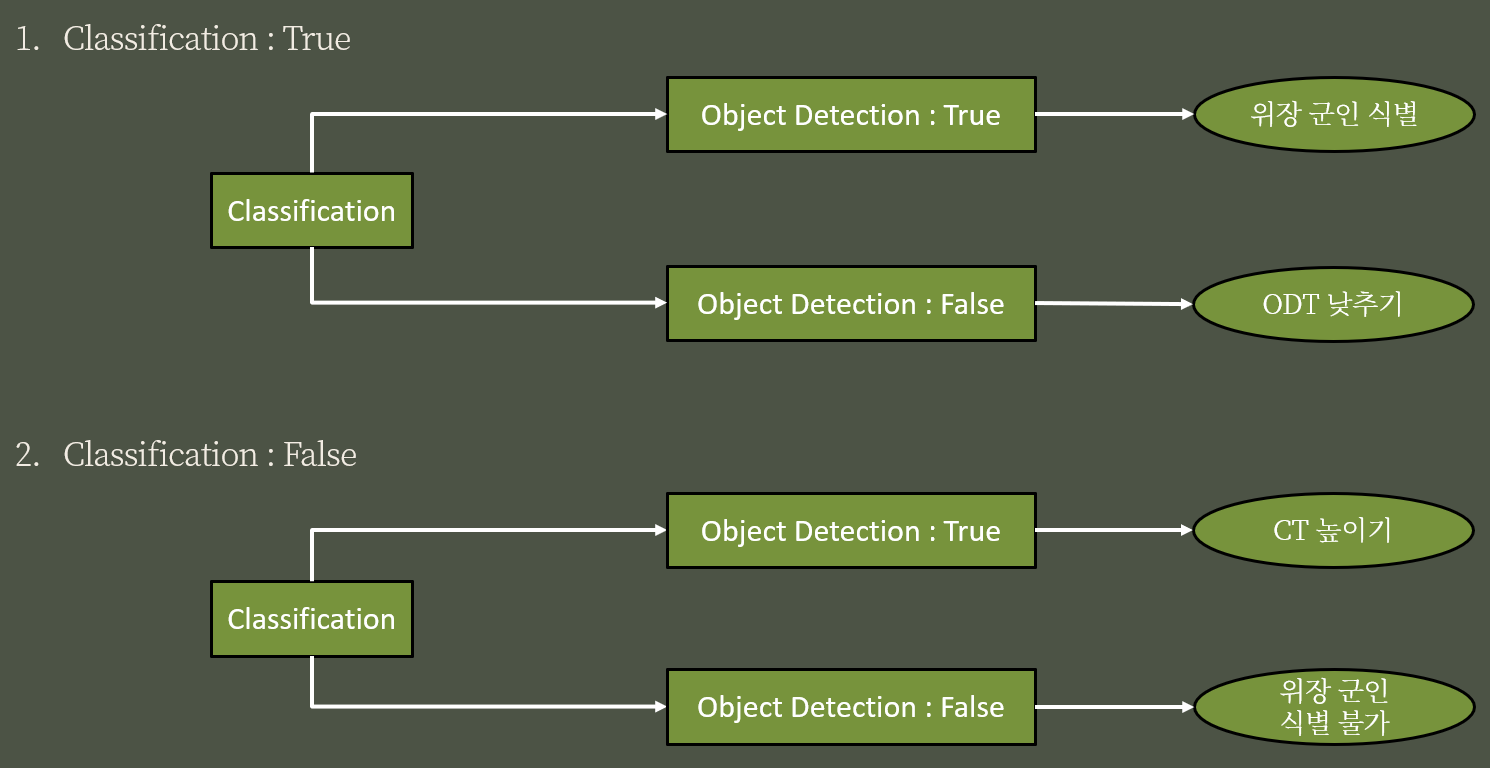 1. Classification : True
Object Detection : True
위장 군인 식별
Classification
Object Detection : False
ODT 낮추기
2. Classification : False
Object Detection : True
CT 높이기
Classification
Object Detection : False
위장 군인
식별 불가